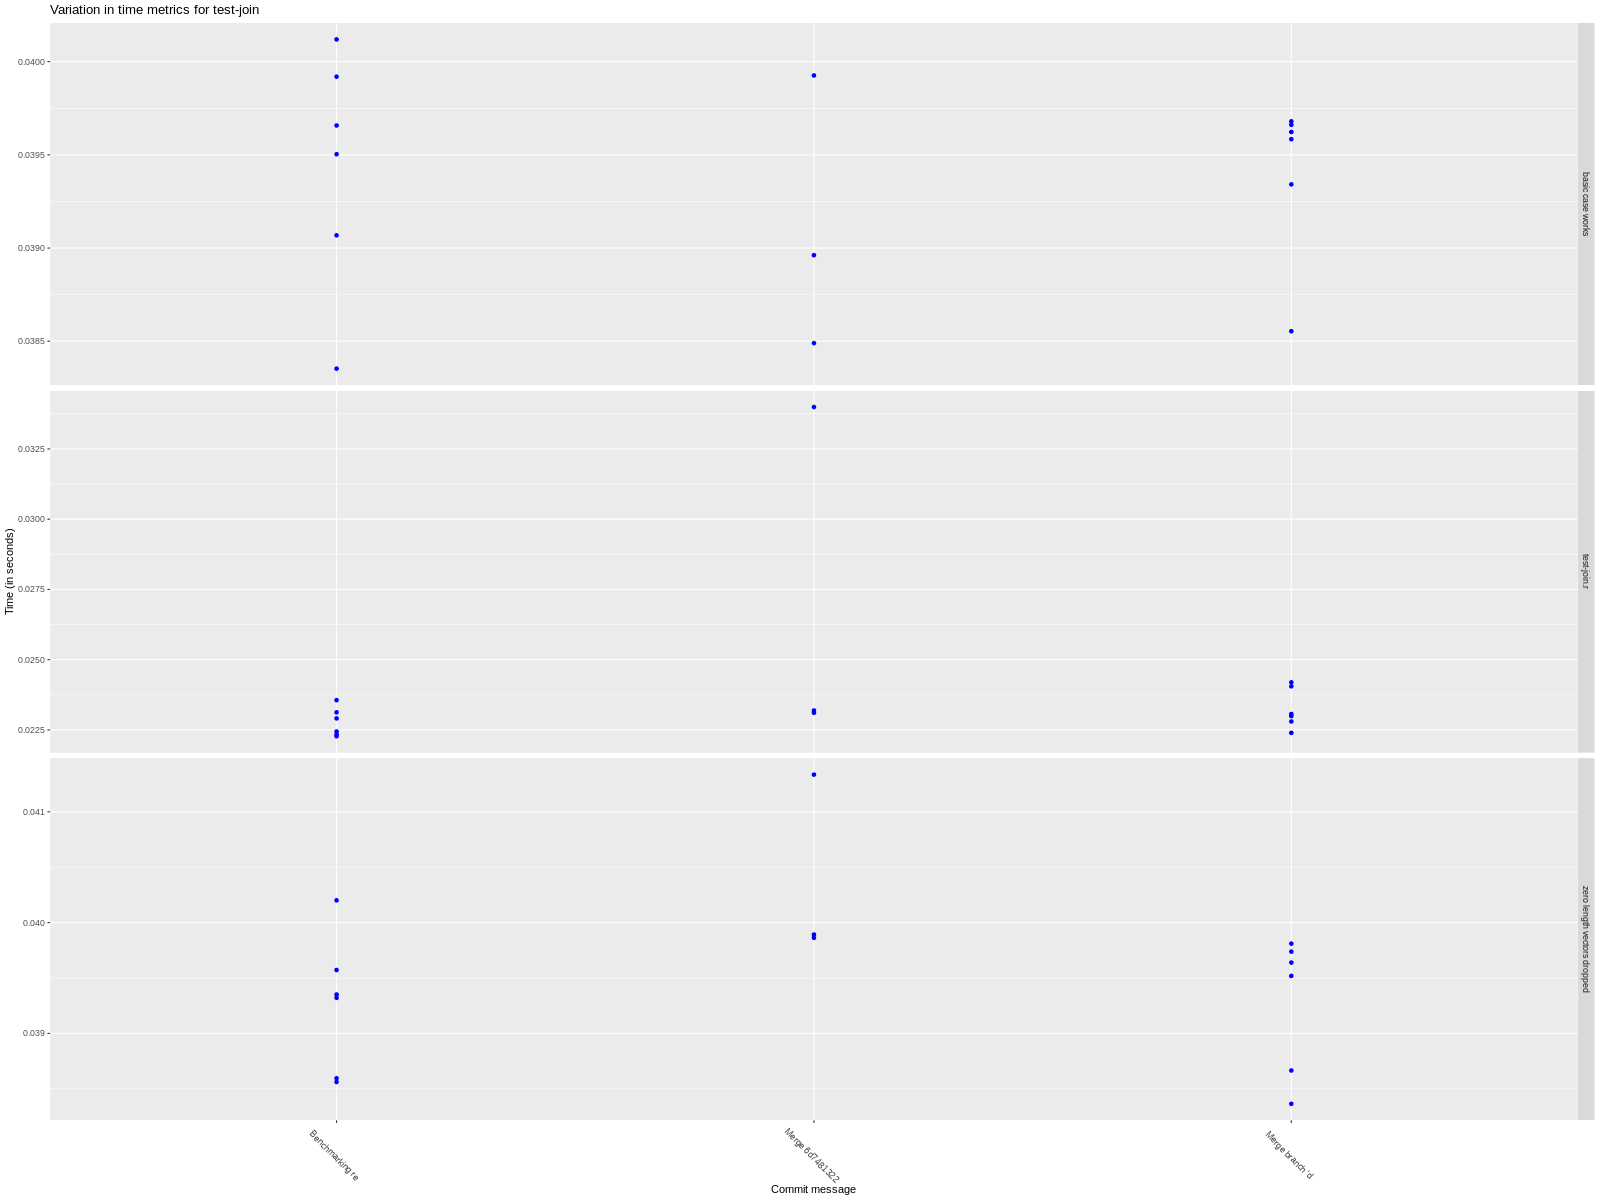 Variation in time metrics for test-join
0.0400
0.0395
0.0390
0.0385
basic case works
0.0325
0.0300
0.0275
0.0250
0.0225
test-join.r
Time (in seconds)
0.041
0.040
0.039
zero length vectors dropped
Benchmarking re
Merge 6d7481322
Merge branch 'd
Commit message